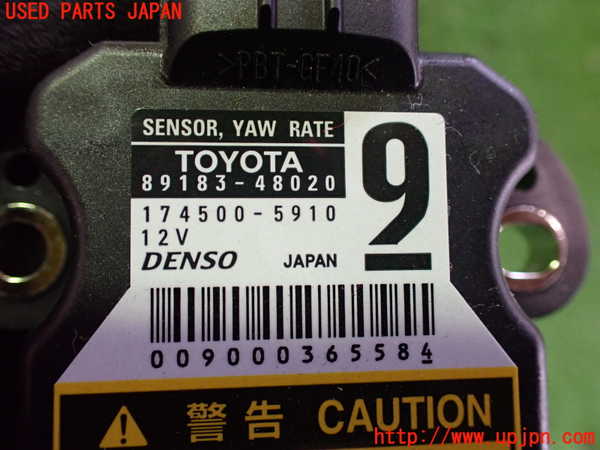 USED PARTS JAPAN
>PBT-GF40<
SENSOR, YAW RATE
TOYOTA
89183-48020
9
174500-5910
12V
DENSO JAPAN
009000365584
警告 CAUTION
http://www.upjpn.com/